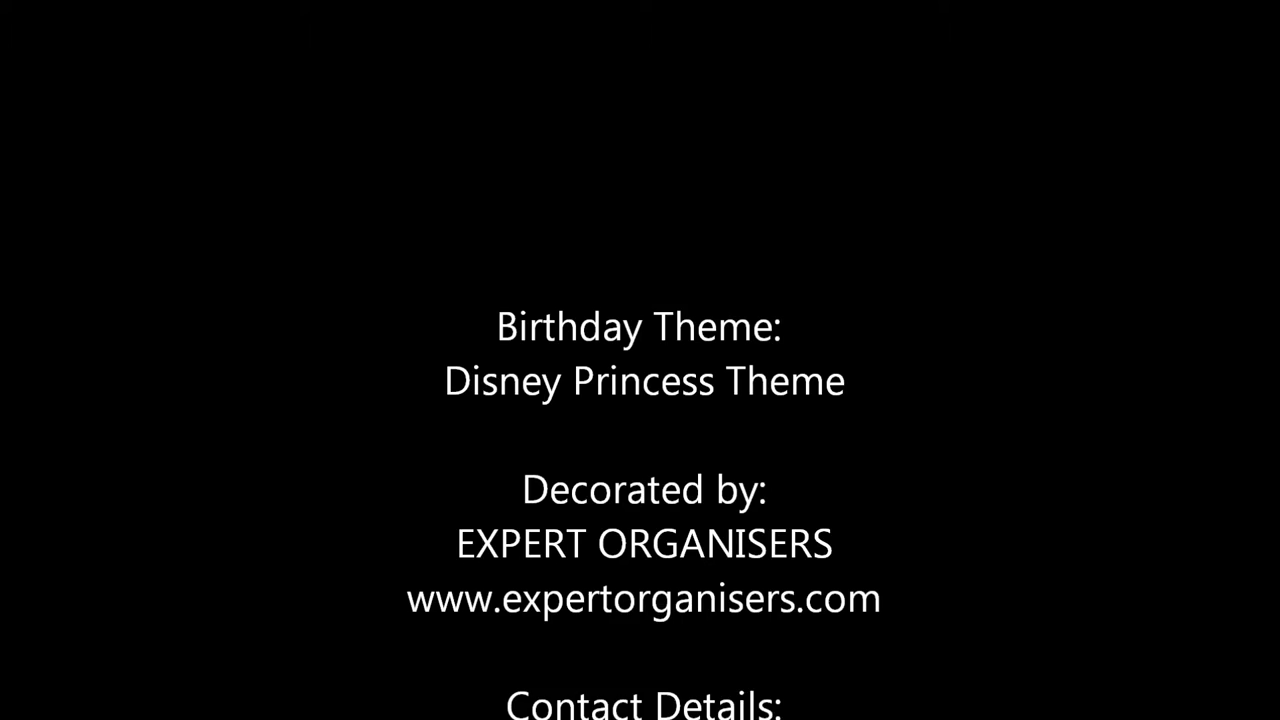 Birthday Theme:
Disney Princess Theme
Decorated by:
EXPERT ORGANISERS
www.expertorganisers.com
Contact Details: